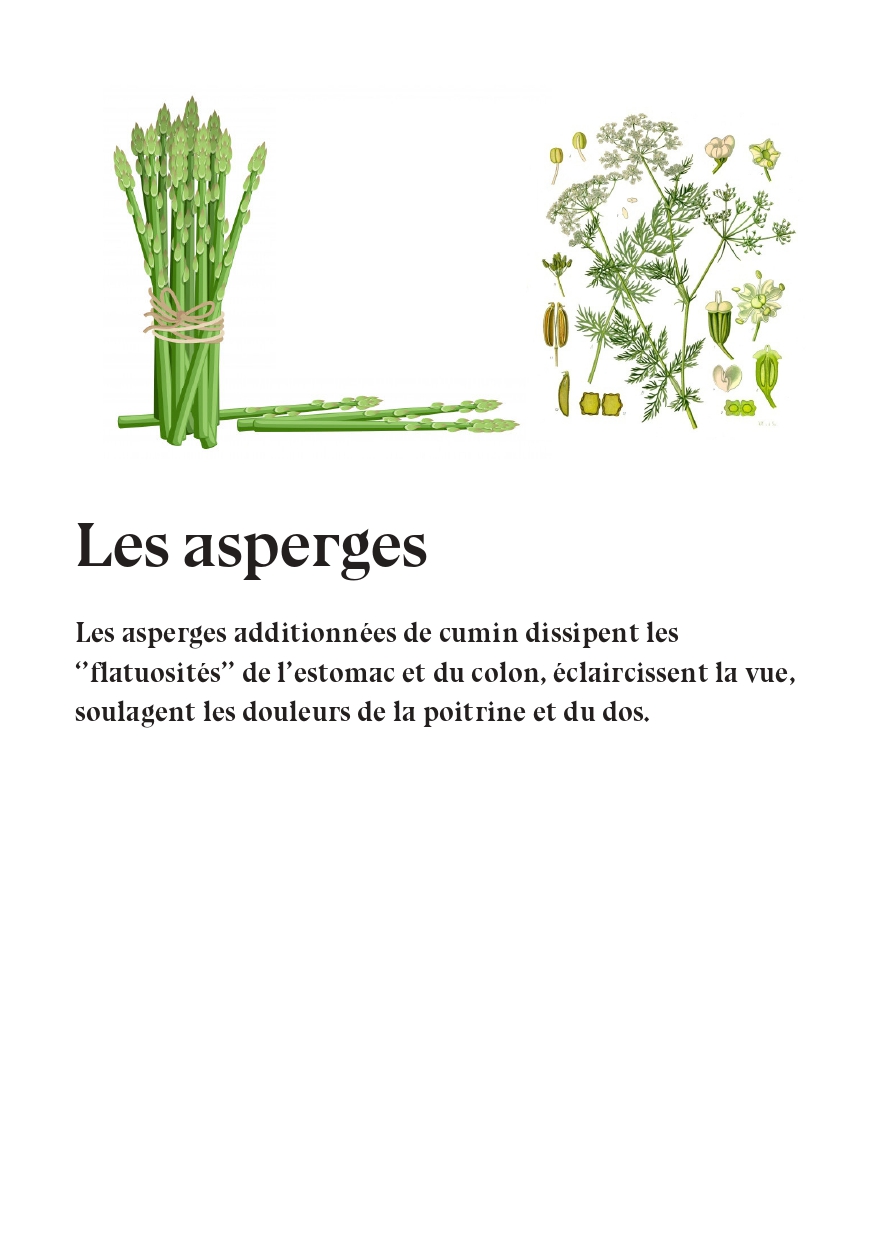 Les asperges
Les asperges additionnées de cumin dissipent les
‘’flatuosités’’ de l’estomac et du colon, éclaircissent la vue,
soulagent les douleurs de la poitrine et du dos.